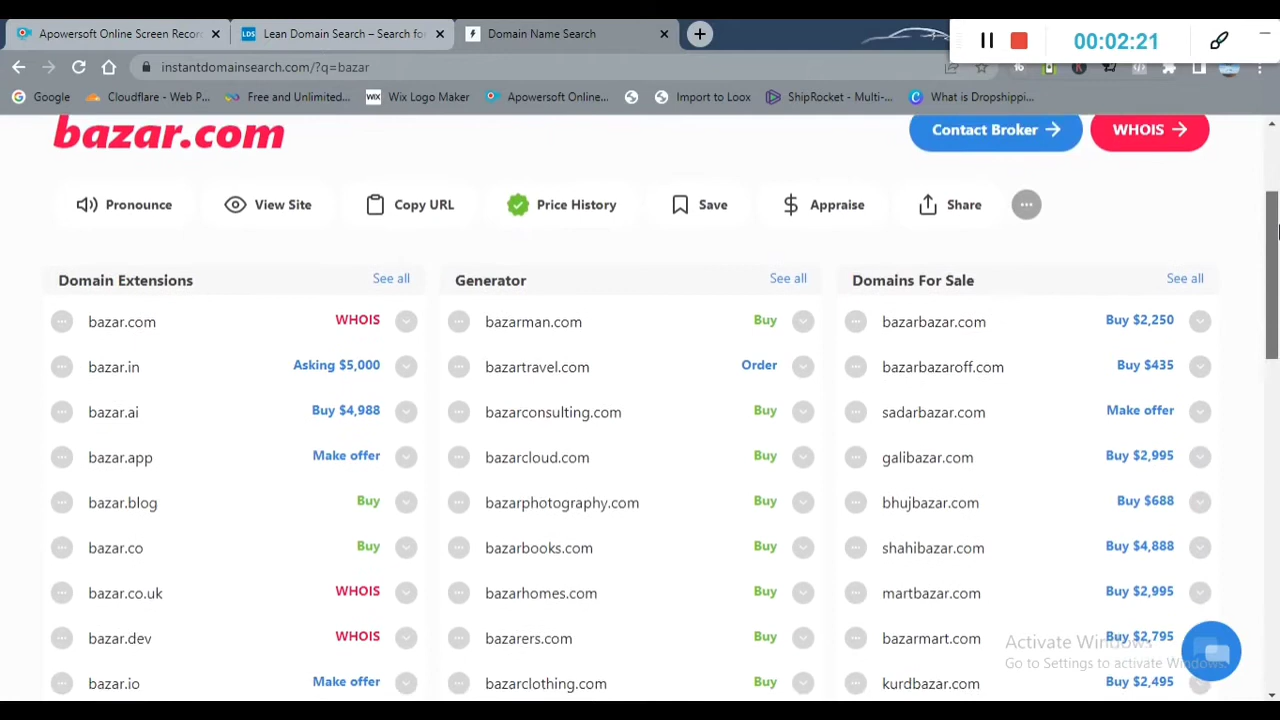 Apowersoft Online Screen Recor
Lean Domain Search – Search fo
Domain Name Search
00:02:21
instantdomainsearch.com/?q=bazar
Google
Cloudflare - Web P...
Free and Unlimited...
WIX Wix Logo Maker
Apowersoft Online...
Import to Loox
ShipRocket - Multi-...
What is Dropshippi...
bazar.com
Contact Broker
WHOIS
Pronounce
View Site
Copy URL
Price History
Save
Appraise
Share
Domain Extensions See all
bazar.com WHOIS
bazar.in Asking $5,000
bazar.ai Buy $4,988
bazar.app Make offer
bazar.blog Buy
bazar.co Buy
bazar.co.uk WHOIS
bazar.dev WHOIS
bazar.io Make offer
Generator See all
bazarman.com Buy
bazartravel.com Order
bazarconsulting.com Buy
bazarcloud.com Buy
bazarphotography.com Buy
bazarbooks.com Buy
bazarhomes.com Buy
bazarers.com Buy
bazarclothing.com Buy
Domains For Sale See all
bazarbazar.com Buy $2,250
bazarbazaroff.com Buy $435
sadarbazar.com Make offer
galibazar.com Buy $2,995
bhujbazar.com Buy $688
shahibazar.com Buy $4,888
martbazar.com Buy $2,995
bazarmart.com Buy $2,795
kurdbazar.com Buy $2,495
Activate Windows
Go to Settings to activate Windows.